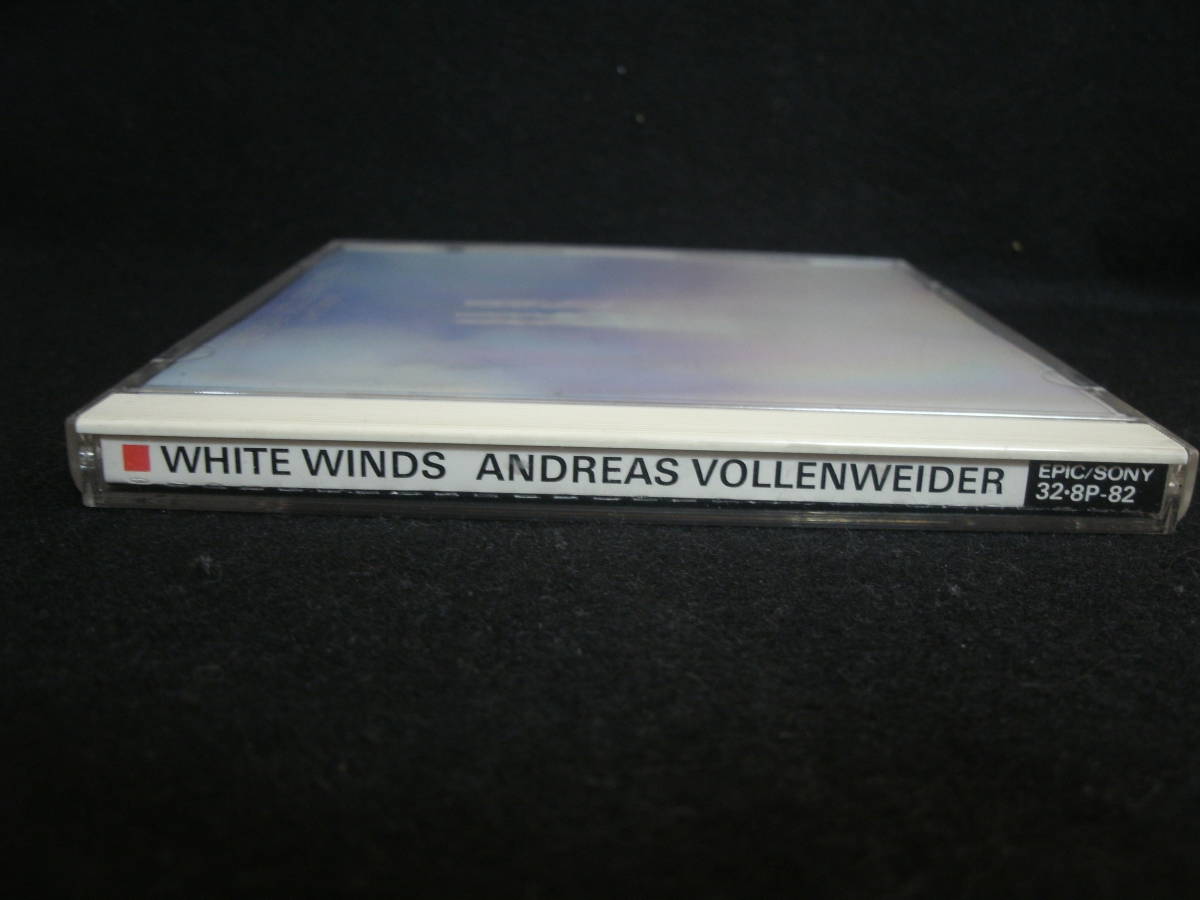 WHITE WINDS ANDREAS VOLLENWEIDER
EPIC/SONY
32・8P-82